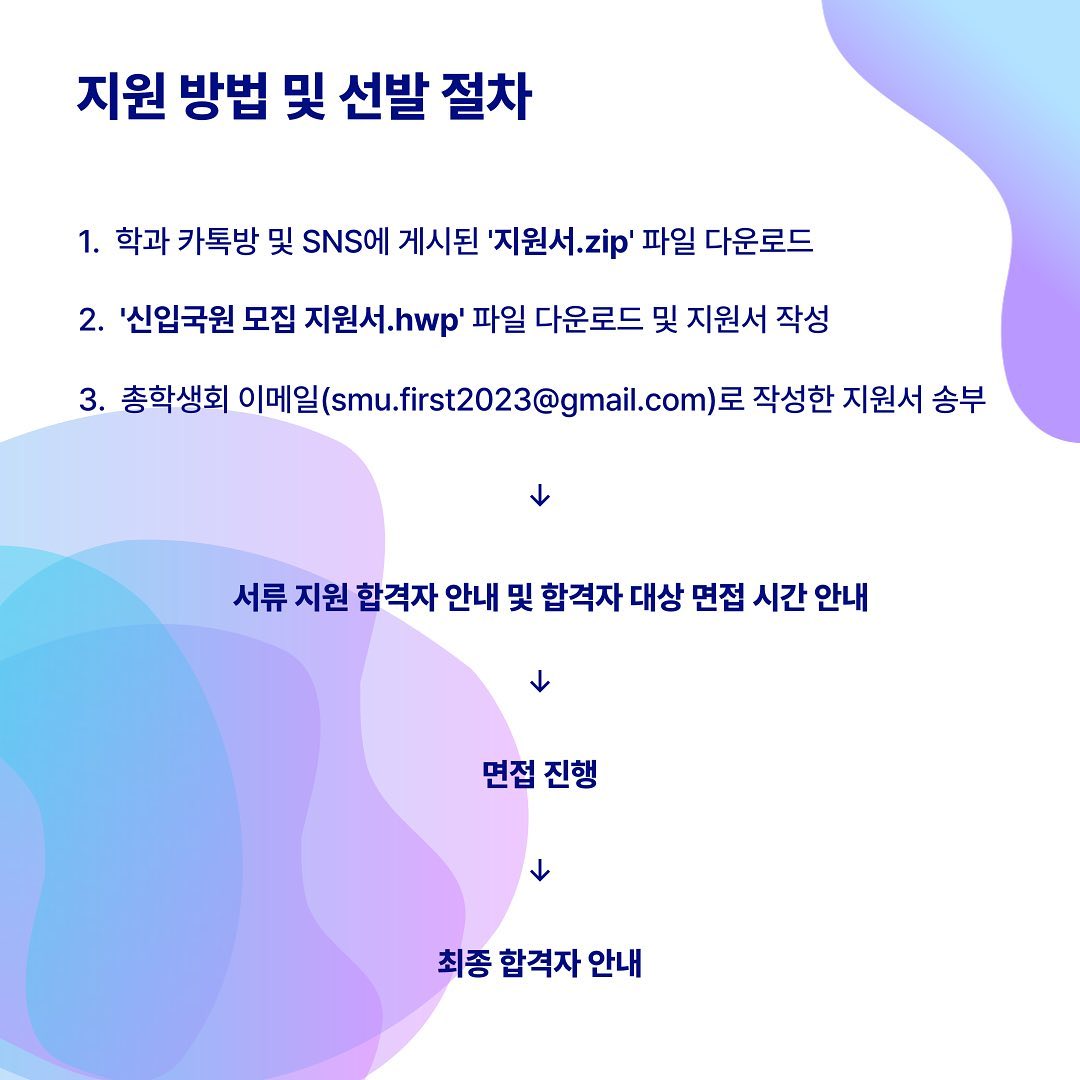 지원 방법 및 선발 절차
1. 학과 카톡방 및 SNS에 게시된 '지원서.zip' 파일 다운로드
2. '신입국원 모집 지원서.hwp' 파일 다운로드 및 지원서 작성
3. 총학생회 이메일(smu.first2023@gmail.com)로 작성한 지원서 송부
↓
서류 지원 합격자 안내 및 합격자 대상 면접 시간 안내
↓
면접 진행
↓
최종 합격자 안내